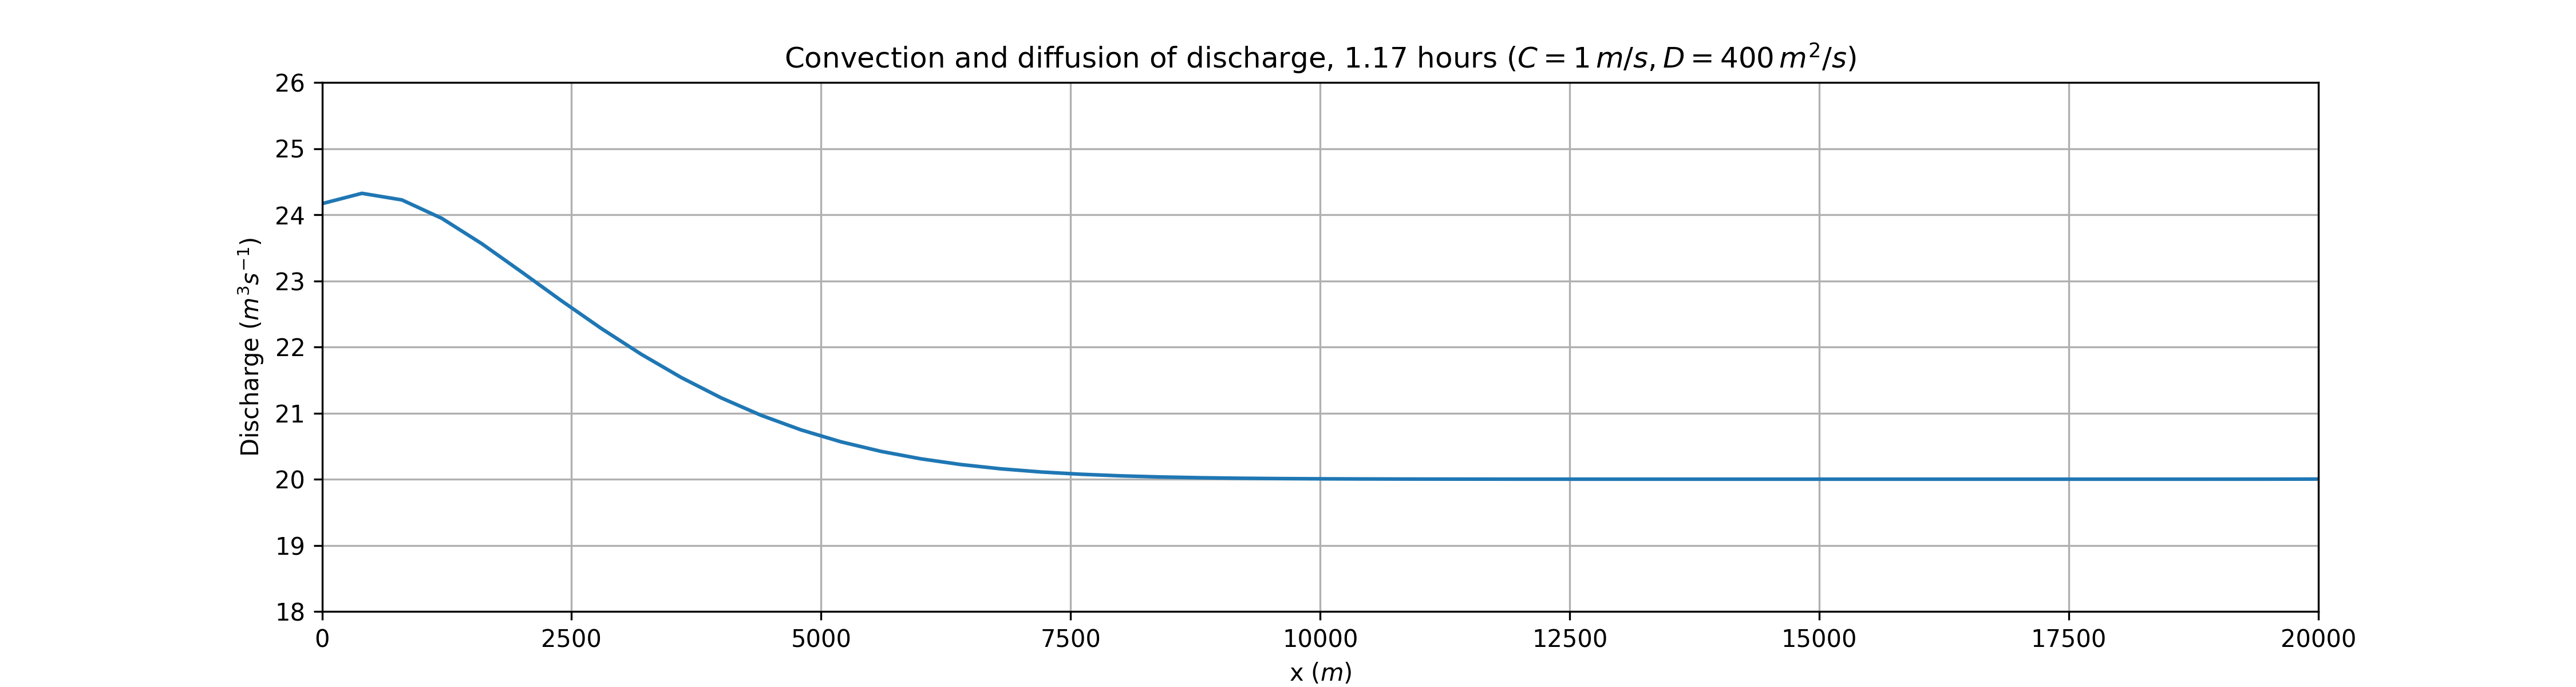 Convection and diffusion of discharge, 1.17 hours (C = 1 m/s, D = 400 m²/s)
26
25
24
23
22
21
20
19
18
Discharge (m³s⁻¹)
0 2500 5000 7500 10000 12500 15000 17500 20000
x (m)